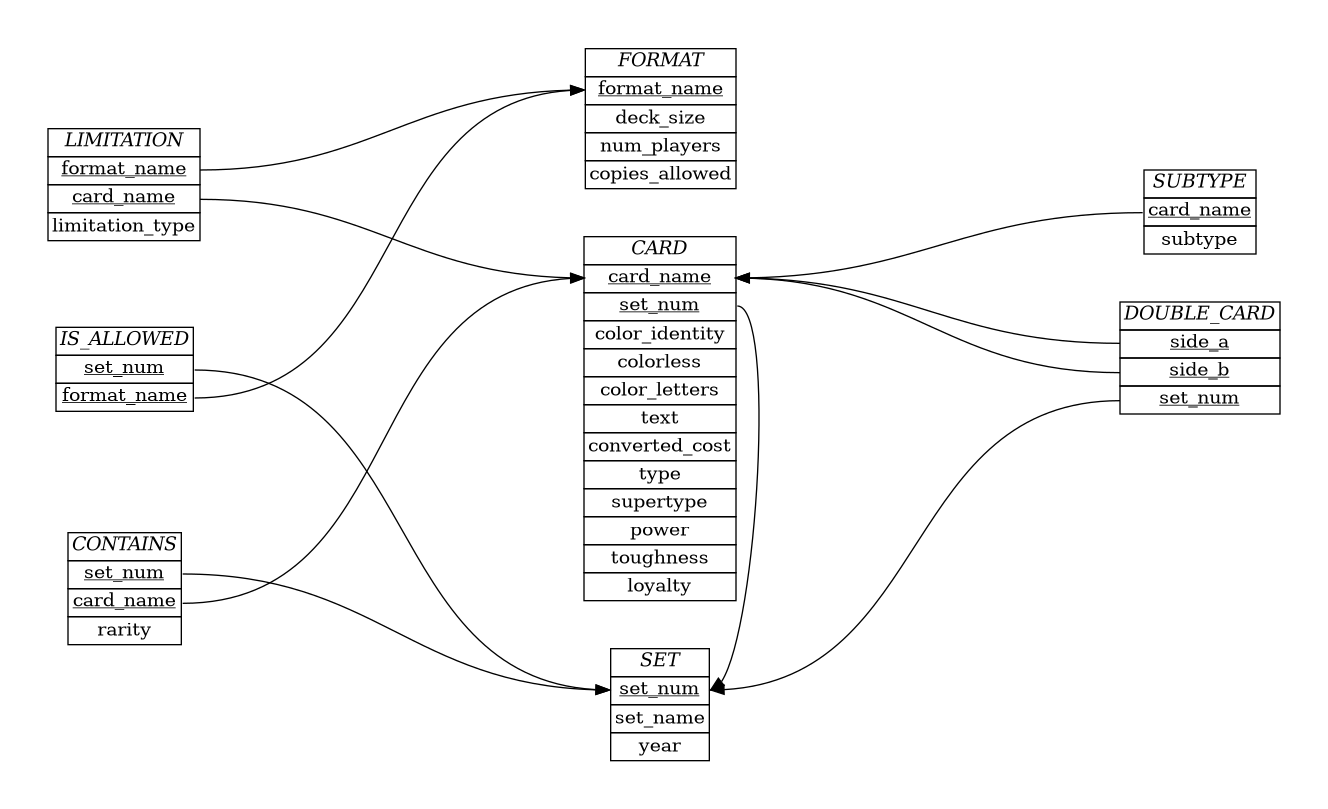 LIMITATION
format_name
card_name
limitation_type
IS_ALLOWED
set_num
format_name
CONTAINS
set_num
card_name
rarity
FORMAT
format_name
deck_size
num_players
copies_allowed
CARD
card_name
set_num
color_identity
colorless
color_letters
text
converted_cost
type
supertype
power
toughness
loyalty
SET
set_num
set_name
year
SUBTYPE
card_name
subtype
DOUBLE_CARD
side_a
side_b
set_num